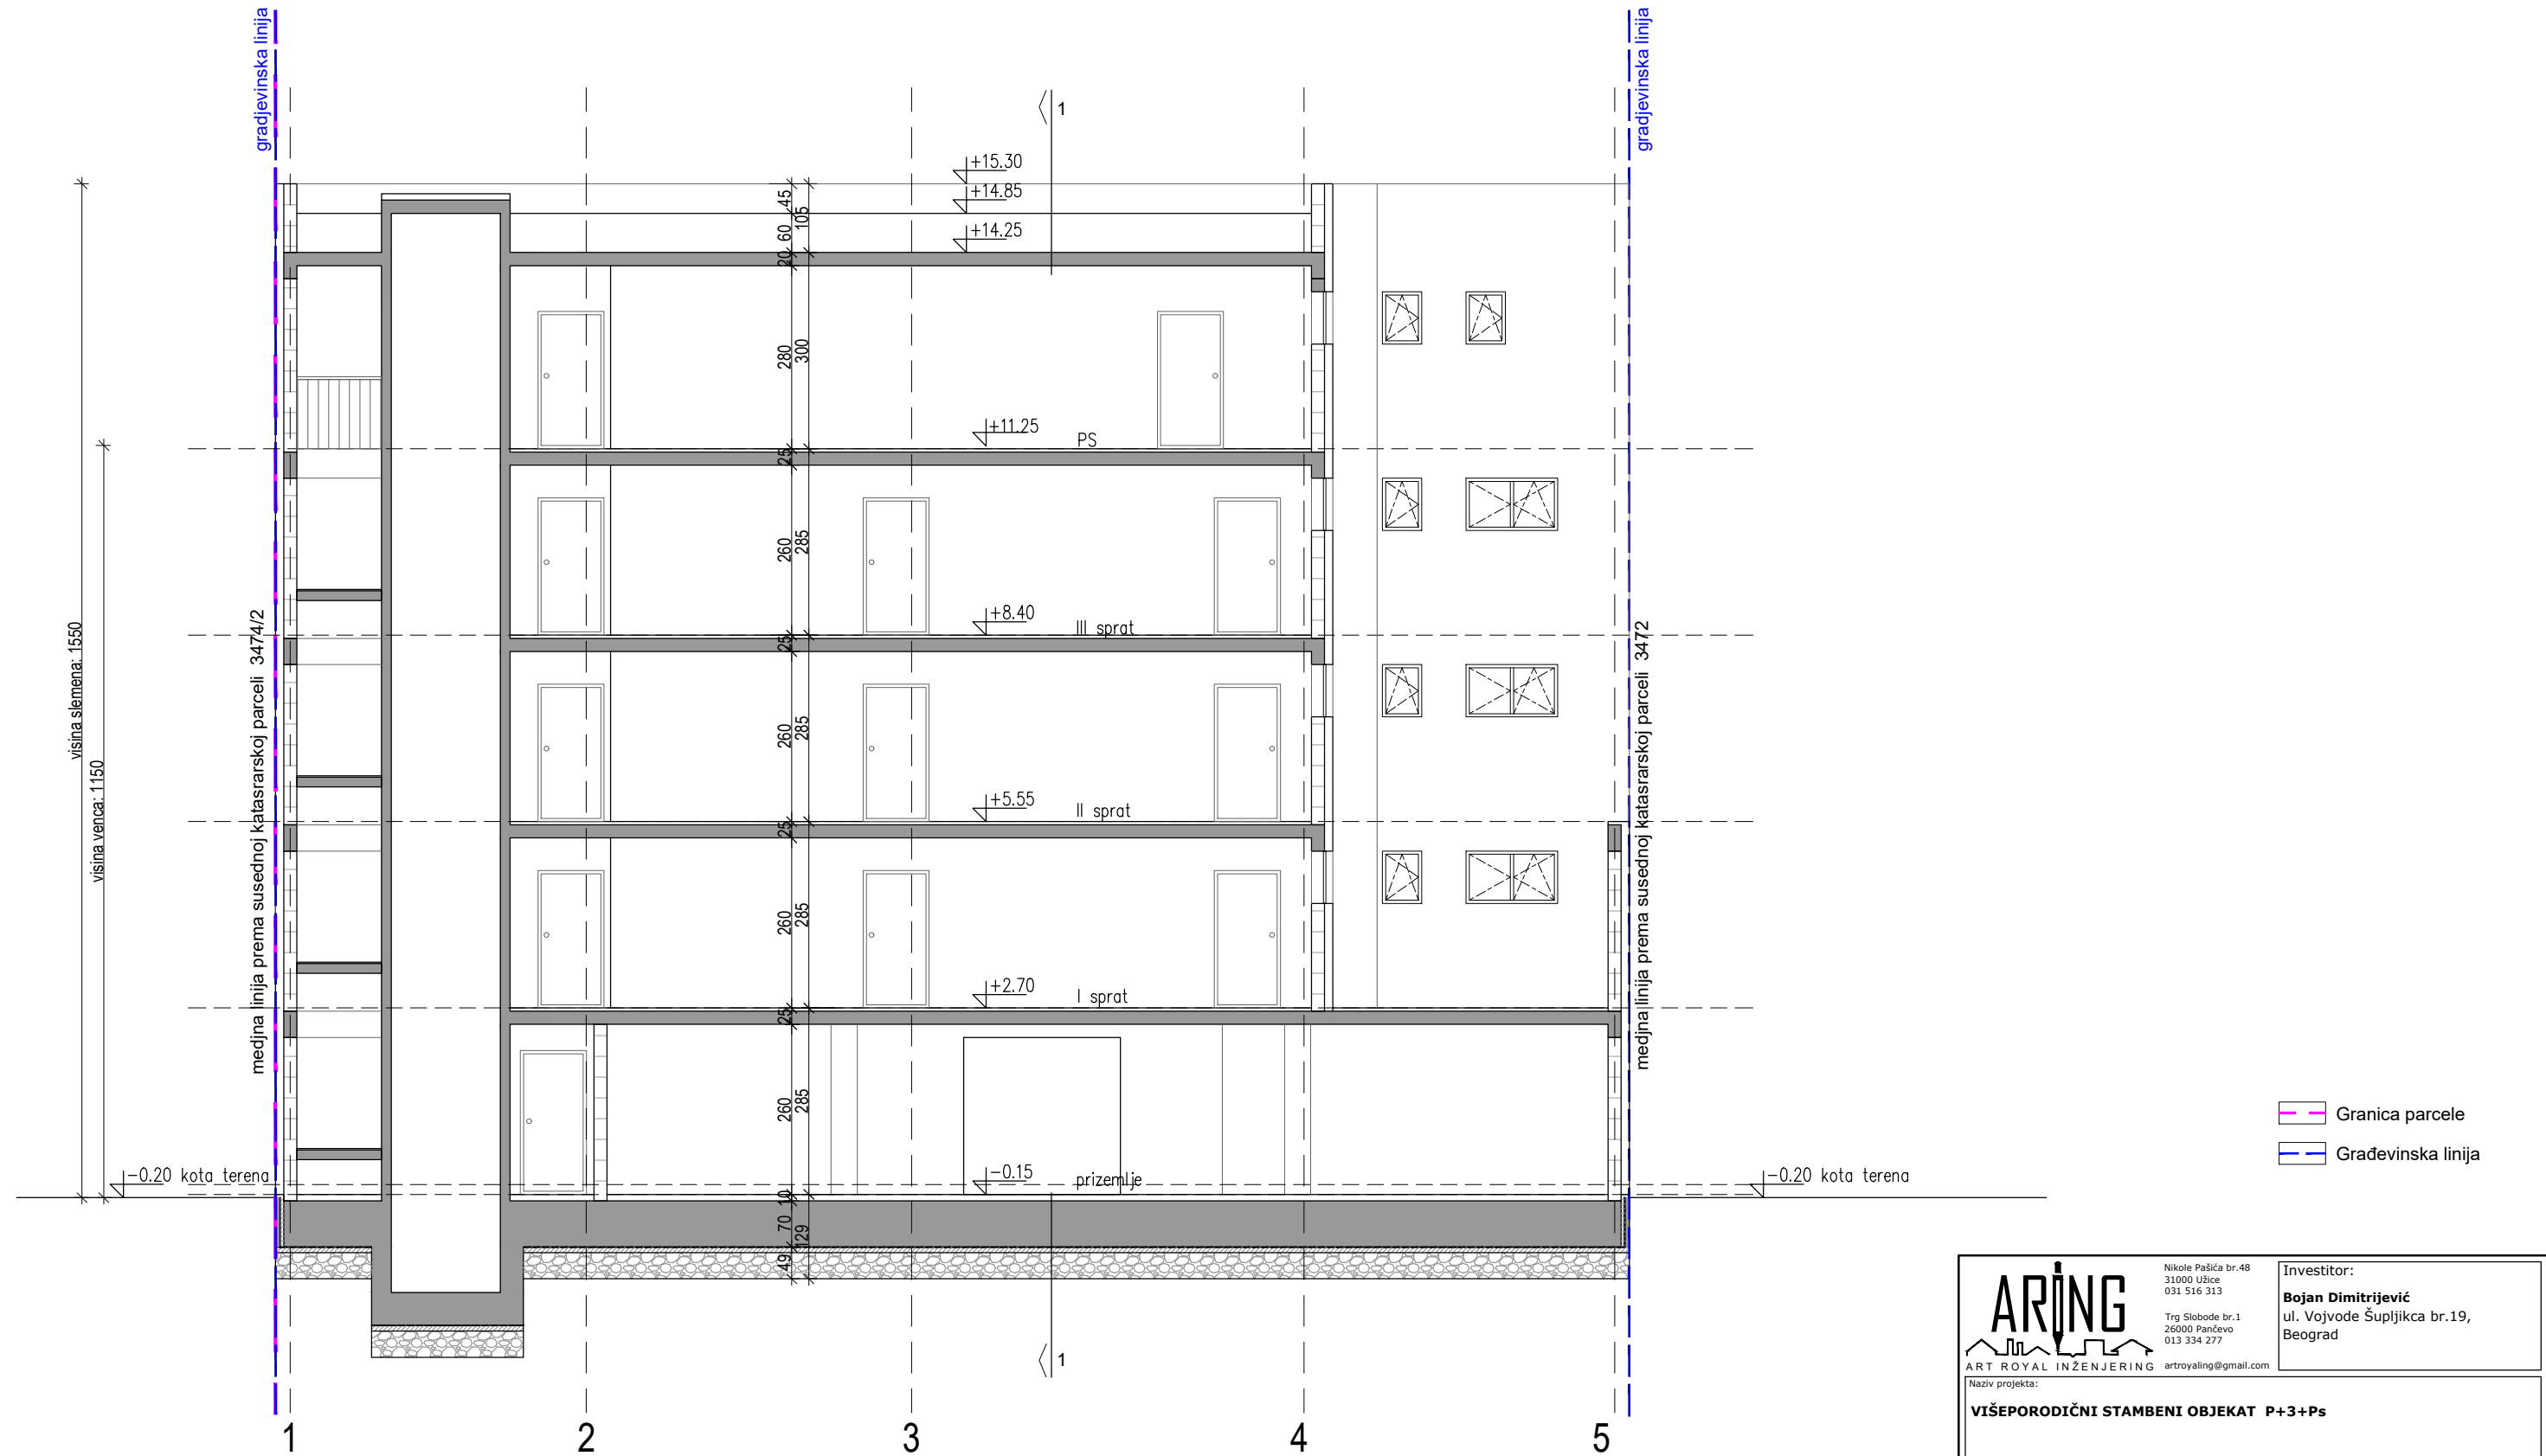 gradjevinska linija
gradjevinska linija
1
+15.30
+14.85
+14.25
45
105
60
20
280
300
+11.25
PS
25
260
285
+8.40
III sprat
25
260
285
+5.55
II sprat
25
260
285
+2.70
I sprat
25
260
285
-0.15
prizemlje
10
70
129
49
visina slemena: 1550
visina venca: 1150
medjna linija prema susednoj katasrarskoj parceli 3474/2
medjna linija prema susednoj katasrarskoj parceli 3472
-0.20 kota terena
-0.20 kota terena
1
1
2
3
4
5
Granica parcele
Građevinska linija
ARING
ART ROYAL INŽENJERING
Nikole Pašića br.48
31000 Užice
031 516 313
Trg Slobode br.1
26000 Pančevo
013 334 277
artroyaling@gmail.com
Investitor:
Bojan Dimitrijević
ul. Vojvode Šupljikca br.19,
Beograd
Naziv projekta:
VIŠEPORODIČNI STAMBENI OBJEKAT P+3+Ps